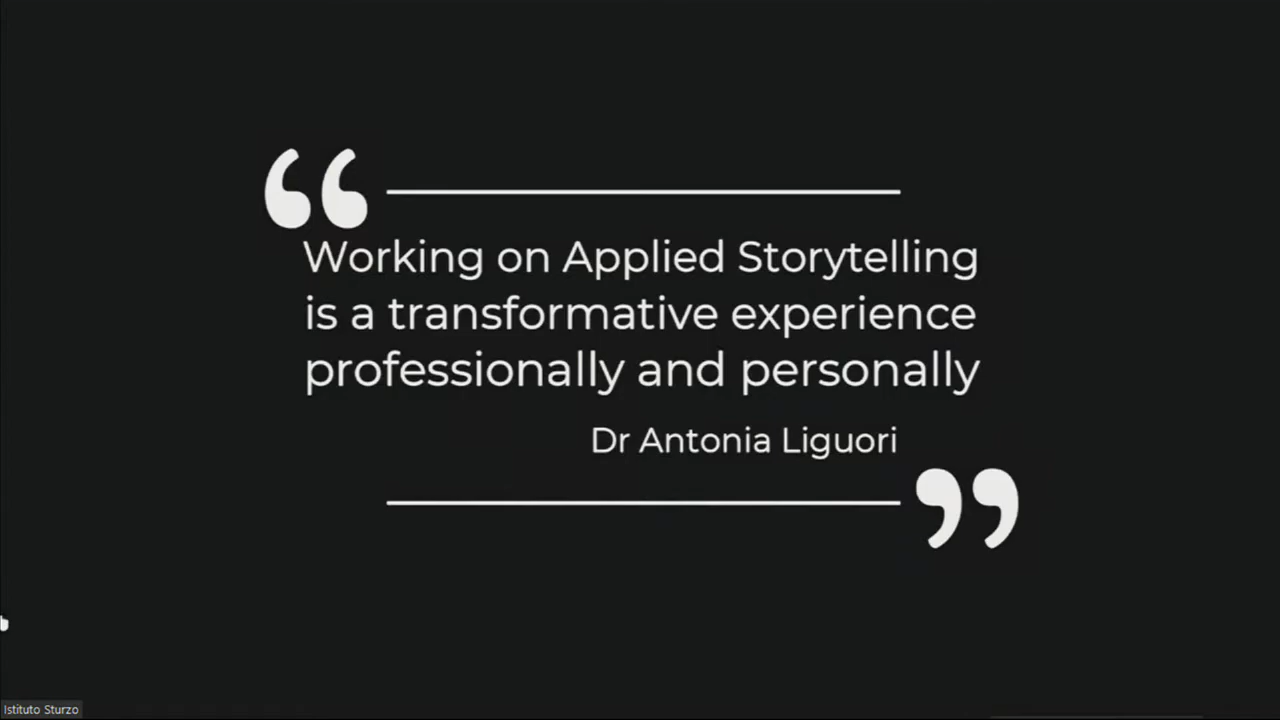 Working on Applied Storytelling
is a transformative experience
professionally and personally
Dr Antonia Liguori
Istituto Sturzo